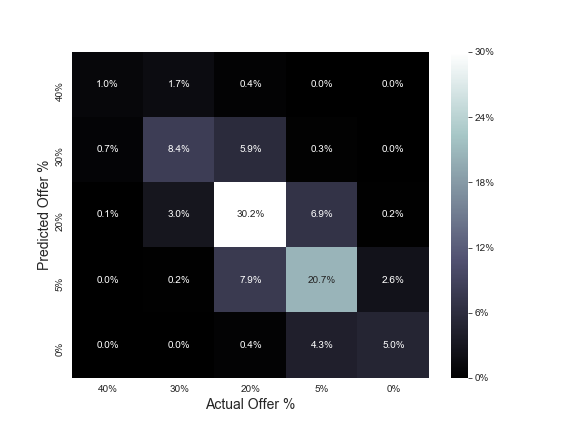 30%
40%
1.0% 1.7% 0.4% 0.0% 0.0%
24%
30%
0.7% 8.4% 5.9% 0.3% 0.0%
18%
Predicted Offer %
20%
0.1% 3.0% 30.2% 6.9% 0.2%
12%
5%
0.0% 0.2% 7.9% 20.7% 2.6%
6%
0%
0.0% 0.0% 0.4% 4.3% 5.0%
0%
40% 30% 20% 5% 0%
Actual Offer %